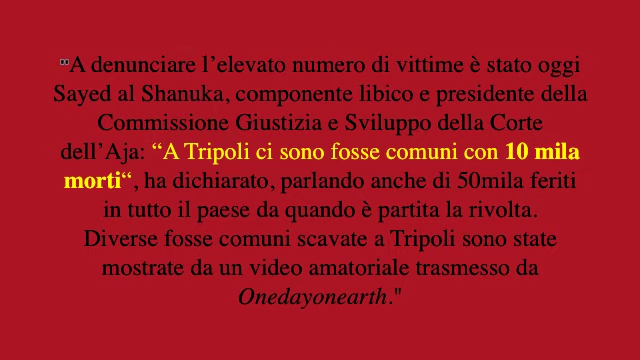 "A denunciare l’elevato numero di vittime è stato oggi
Sayed al Shanuka, componente libico e presidente della
Commissione Giustizia e Sviluppo della Corte
dell’Aja: “A Tripoli ci sono fosse comuni con 10 mila
morti“, ha dichiarato, parlando anche di 50mila feriti
in tutto il paese da quando è partita la rivolta.
Diverse fosse comuni scavate a Tripoli sono state
mostrate da un video amatoriale trasmesso da
Onedayonearth."